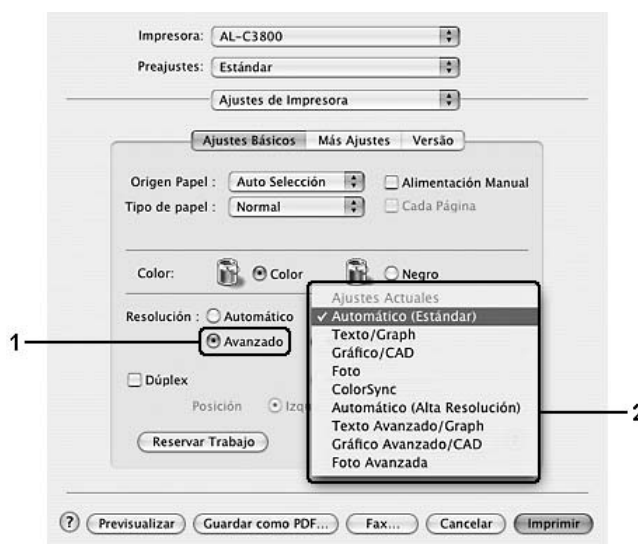 Impresora: AL-C3800
Preajustes: Estándar
Ajustes de Impresora
Ajustes Básicos Más Ajustes Versão
Origen Papel : Auto Selección Alimentación Manual
Tipo de papel : Normal Cada Página
Color: Color Negro
Resolución : Automático
1 Avanzado
Ajustes Actuales
✓ Automático (Estándar)
Texto/Graph
Gráfico/CAD
Foto
ColorSync
Automático (Alta Resolución)
Texto Avanzado/Graph
Gráfico Avanzado/CAD
Foto Avanzada
2
Dúplex
Posición Izq
Reservar Trabajo
? Previsualizar Guardar como PDF... Fax... Cancelar Imprimir